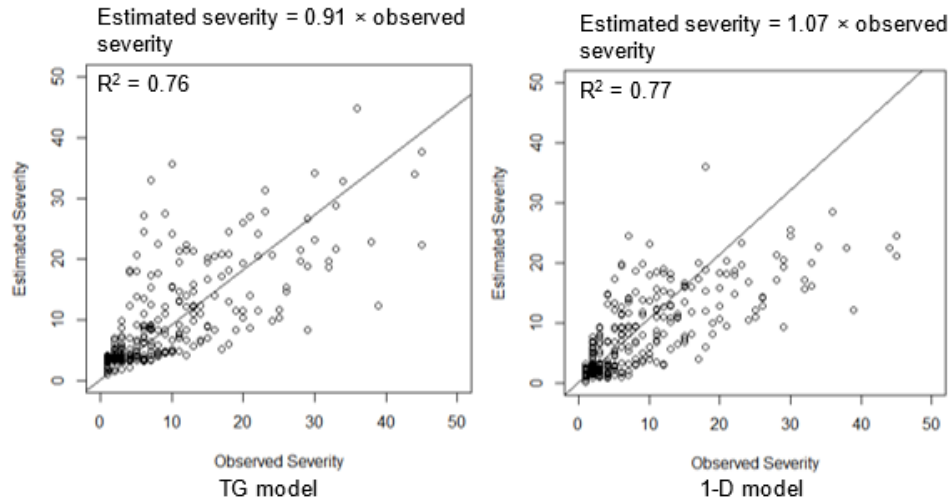 Estimated severity = 0.91 × observed
severity
R² = 0.76
50
40
30
20
10
0
Estimated Severity
0 10 20 30 40 50
Observed Severity
TG model
Estimated severity = 1.07 × observed
severity
R² = 0.77
50
40
30
20
10
0
Estimated Severity
0 10 20 30 40 50
Observed Severity
1-D model